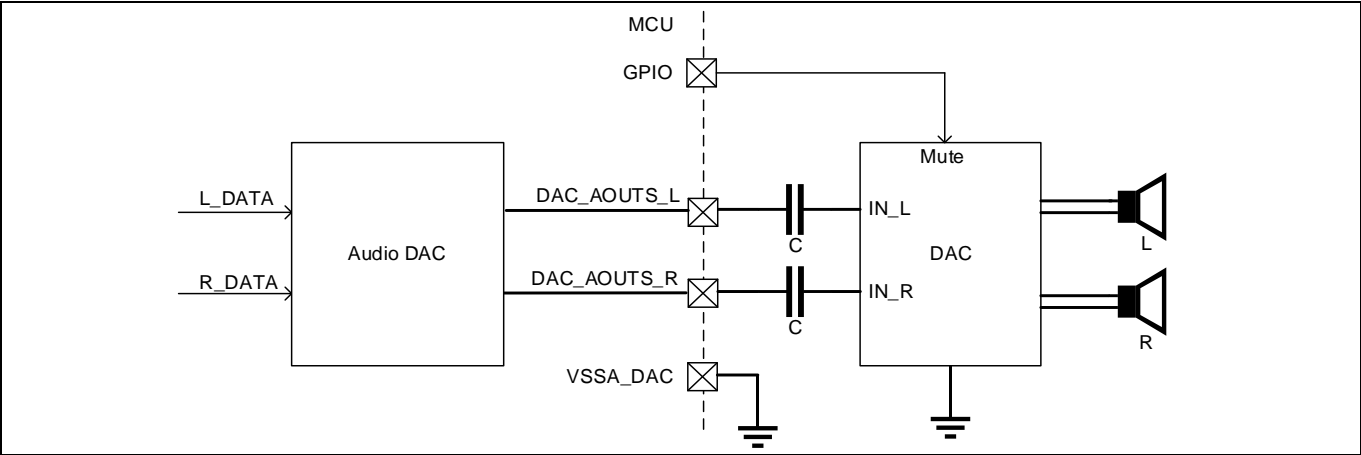 MCU
GPIO
Mute
L_DATA
DAC_AOUTS_L
IN_L
L
C
Audio DAC
DAC
R_DATA
DAC_AOUTS_R
IN_R
C
R
VSSA_DAC